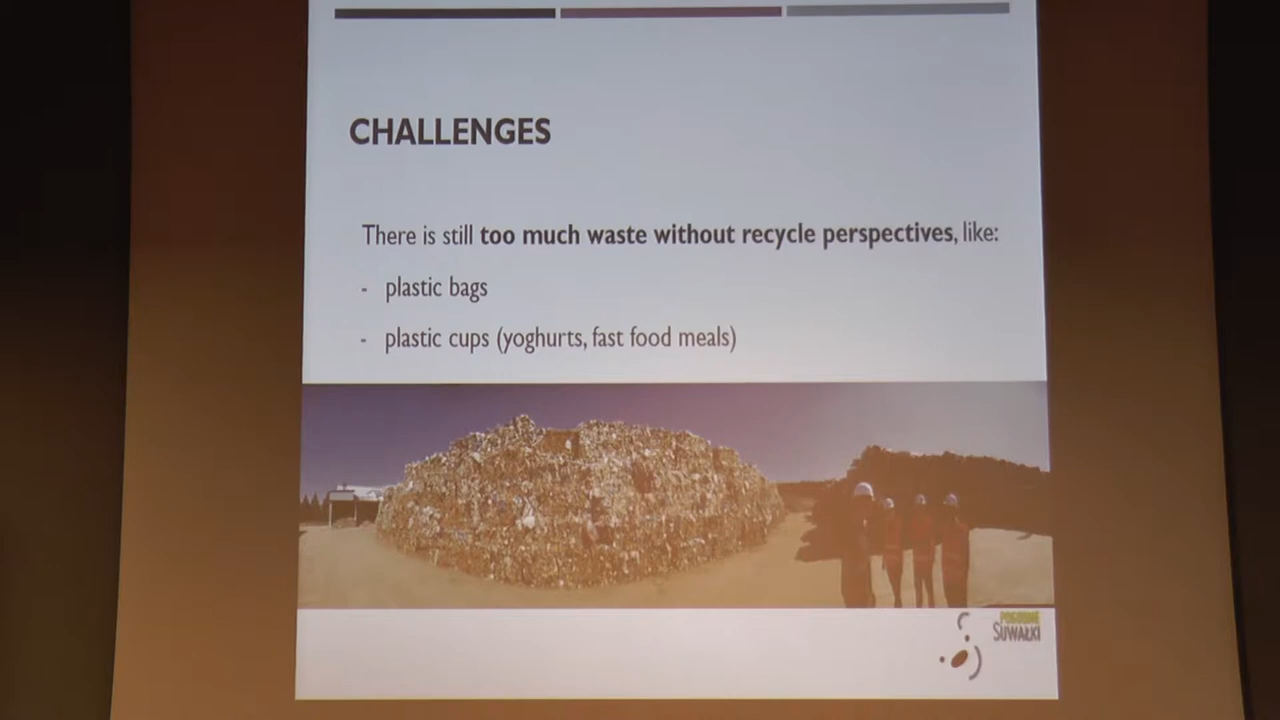 CHALLENGES
There is still too much waste without recycle perspectives, like:
- plastic bags
- plastic cups (yoghurts, fast food meals)
SUWAŁKI